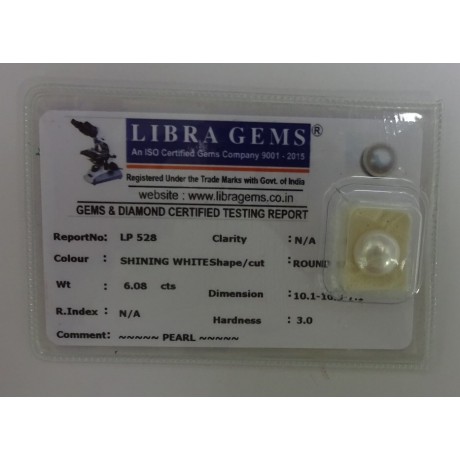 LIBRA GEMS®
An ISO Certified Gems Company 9001 - 2015
Registered Under the Trade Marks with Govt. of India
website : www.libragems.co.in
GEMS & DIAMOND CERTIFIED TESTING REPORT
ReportNo: LP 528 Clarity : N/A
Colour : SHINING WHITE Shape/cut : ROUND
Wt : 6.08 cts Dimension :
R.Index : N/A Hardness : 3.0
Comment: ~~~~~ PEARL ~~~~~